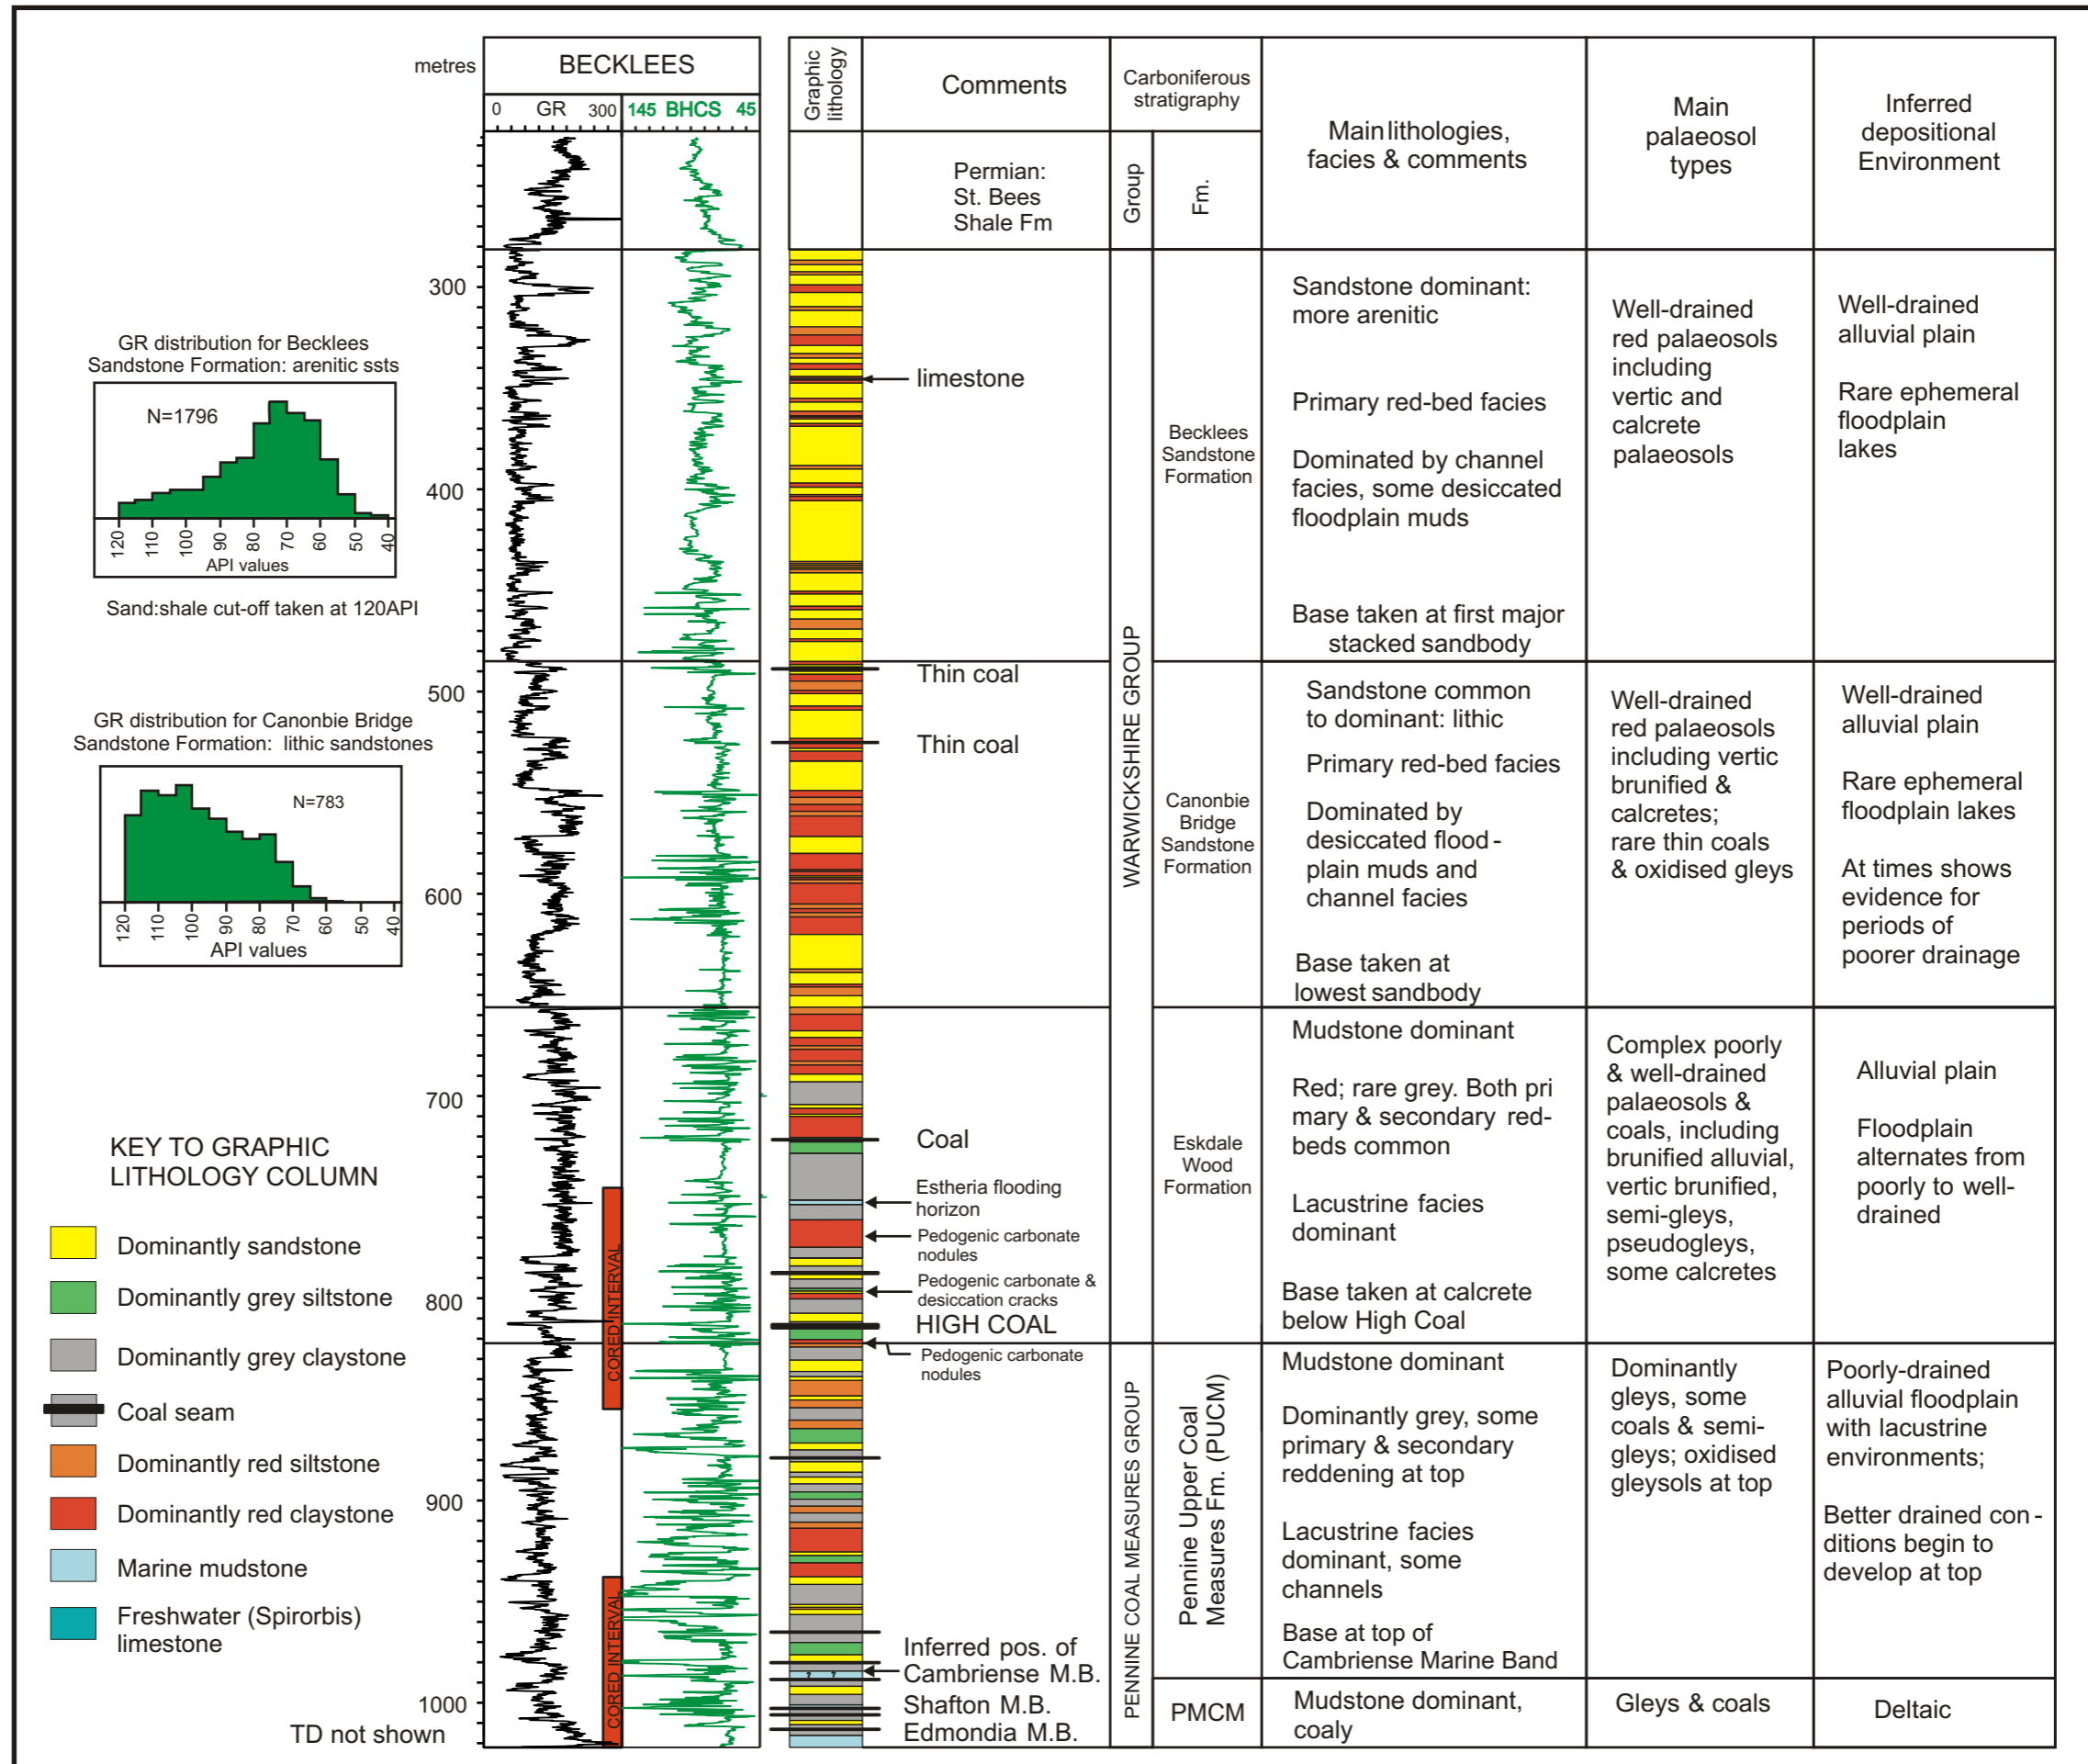 metres
BECKLEES
0 GR 300
145 BHCS 45
Graphic
lithology
Comments
Carboniferous
stratigraphy
Group
Fm.
Main lithologies,
facies & comments
Main
palaeosol
types
Inferred
depositional
Environment
Permian:
St. Bees
Shale Fm
300
400
500
600
700
800
900
1000
TD not shown
CORED INTERVAL
CORED INTERVAL
limestone
Thin coal
Thin coal
Coal
Estheria flooding
horizon
Pedogenic carbonate
nodules
Pedogenic carbonate &
desiccation cracks
HIGH COAL
Pedogenic carbonate
nodules
Inferred pos. of
Cambriense M.B.
? ?
Shafton M.B.
Edmondia M.B.
WARWICKSHIRE GROUP
PENNINE COAL MEASURES GROUP
Becklees
Sandstone
Formation
Sandstone dominant:
more arenitic
Primary red-bed facies
Dominated by channel
facies, some desiccated
floodplain muds
Base taken at first major
stacked sandbody
Well-drained
red palaeosols
including
vertic and
calcrete
palaeosols
Well-drained
alluvial plain
Rare ephemeral
floodplain
lakes
Canonbie
Bridge
Sandstone
Formation
Sandstone common
to dominant: lithic
Primary red-bed facies
Dominated by
desiccated flood-
plain muds and
channel facies
Base taken at
lowest sandbody
Well-drained
red palaeosols
including vertic
brunified &
calcretes;
rare thin coals
& oxidised gleys
Well-drained
alluvial plain
Rare ephemeral
floodplain lakes
At times shows
evidence for
periods of
poorer drainage
Eskdale
Wood
Formation
Mudstone dominant
Red; rare grey. Both pri
mary & secondary red-
beds common
Lacustrine facies
dominant
Base taken at calcrete
below High Coal
Complex poorly
& well-drained
palaeosols &
coals, including
brunified alluvial,
vertic brunified,
semi-gleys,
pseudogleys,
some calcretes
Alluvial plain
Floodplain
alternates from
poorly to well-
drained
Pennine Upper Coal
Measures Fm. (PUCM)
Mudstone dominant
Dominantly grey, some
primary & secondary
reddening at top
Lacustrine facies
dominant, some
channels
Base at top of
Cambriense Marine Band
Dominantly
gleys, some
coals & semi-
gleys; oxidised
gleysols at top
Poorly-drained
alluvial floodplain
with lacustrine
environments;
Better drained con-
ditions begin to
develop at top
PMCM
Mudstone dominant,
coaly
Gleys & coals
Deltaic
GR distribution for Becklees
Sandstone Formation: arenitic ssts
N=1796
120 110 100 90 80 70 60 50 40
API values
Sand:shale cut-off taken at 120API
GR distribution for Canonbie Bridge
Sandstone Formation: lithic sandstones
N=783
120 110 100 90 80 70 60 50 40
API values
KEY TO GRAPHIC
LITHOLOGY COLUMN
Dominantly sandstone
Dominantly grey siltstone
Dominantly grey claystone
Coal seam
Dominantly red siltstone
Dominantly red claystone
Marine mudstone
Freshwater (Spirorbis)
limestone